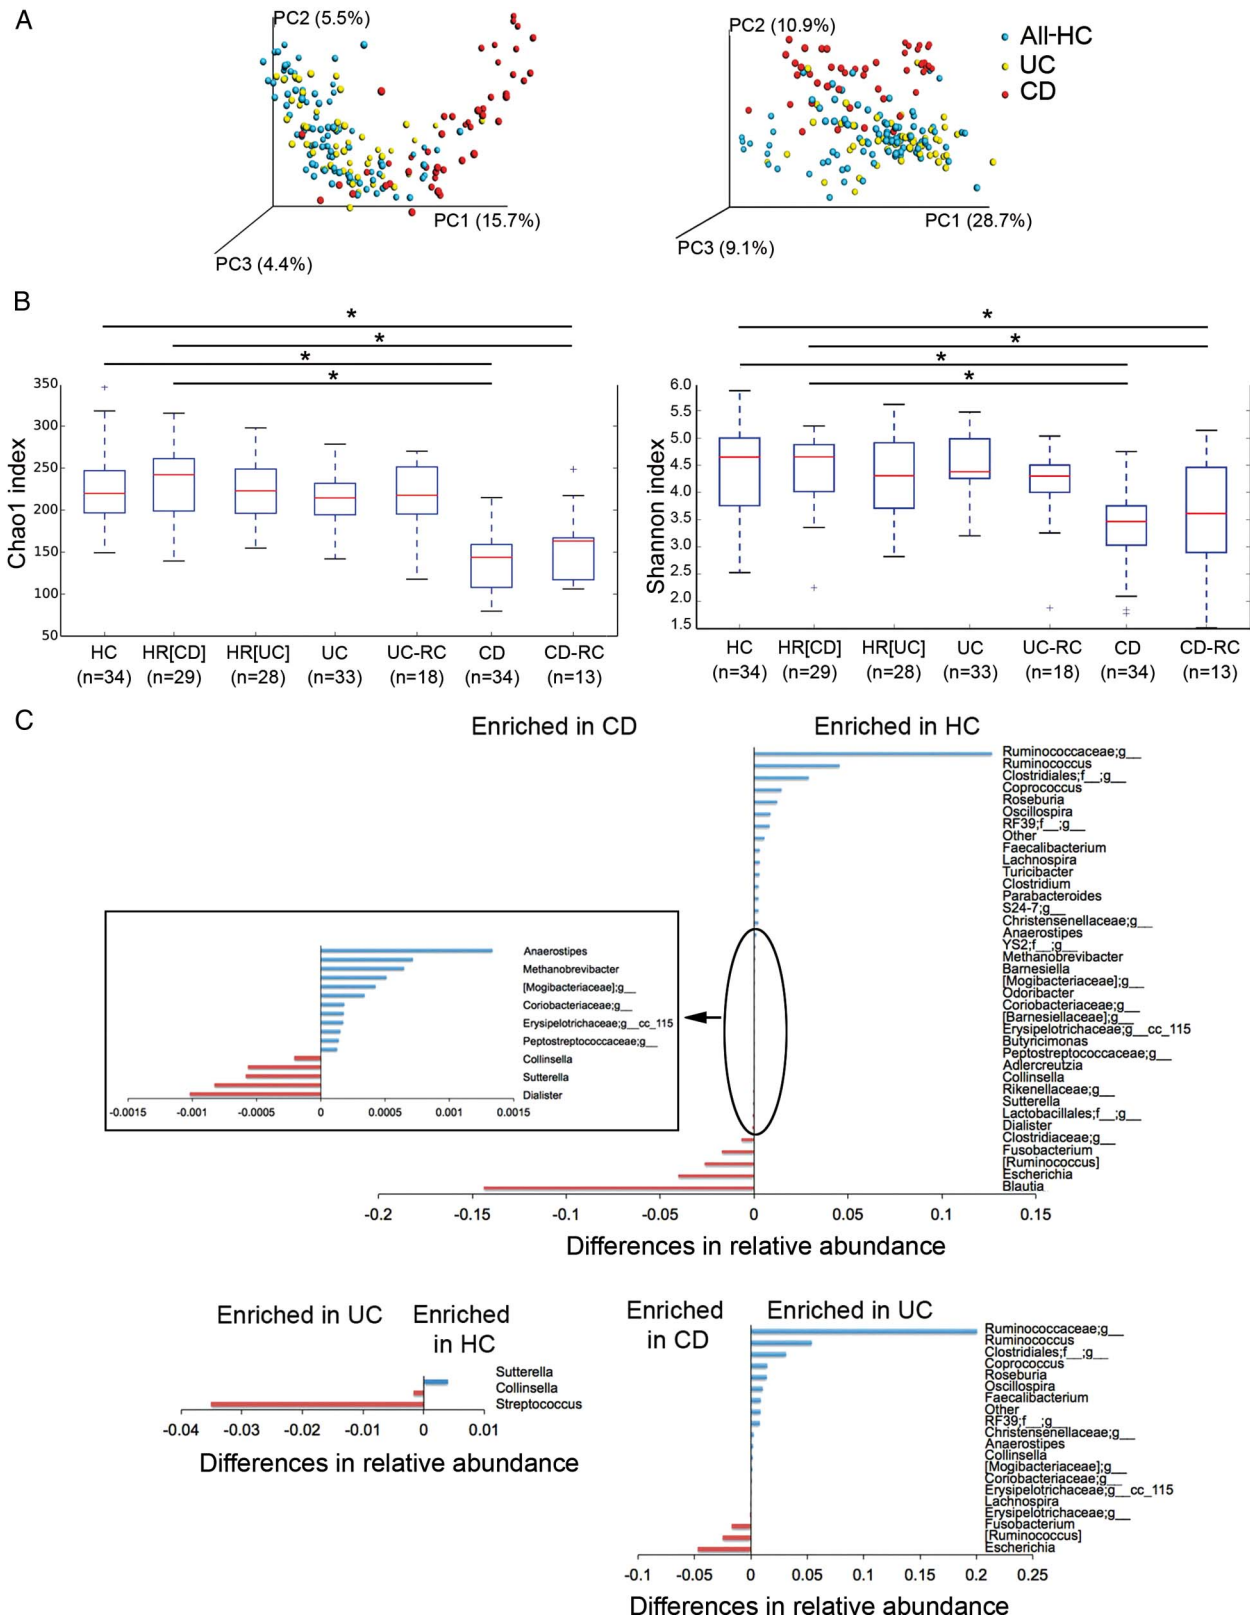 A
PC2 (5.5%)
PC1 (15.7%)
PC3 (4.4%)
PC2 (10.9%)
PC1 (28.7%)
PC3 (9.1%)
All-HC
UC
CD
B
* * * *
Chao1 index
350
300
250
200
150
100
50
HC HR[CD] HR[UC] UC UC-RC CD CD-RC
(n=34) (n=29) (n=28) (n=33) (n=18) (n=34) (n=13)
* * * *
Shannon index
6.0
5.5
5.0
4.5
4.0
3.5
3.0
2.5
2.0
1.5
HC HR[CD] HR[UC] UC UC-RC CD CD-RC
(n=34) (n=29) (n=28) (n=33) (n=18) (n=34) (n=13)
C
Enriched in CD Enriched in HC
Ruminococcaceae;g__
Ruminococcus
Clostridiales;f__;g__
Coprococcus
Roseburia
Oscillospira
RF39;f__;g__
Other
Faecalibacterium
Lachnospira
Turicibacter
Clostridium
Parabacteroides
S24-7;g__
Christensenellaceae;g__
Anaerostipes
YS2;f__;g__
Methanobrevibacter
Barnesiella
[Mogibacteriaceae];g__
Odoribacter
Coriobacteriaceae;g__
[Barnesiellaceae];g__
Erysipelotrichaceae;g__cc_115
Butyricimonas
Peptostreptococcaceae;g__
Adlercreutzia
Collinsella
Rikenellaceae;g__
Sutterella
Lactobacillales;f__;g__
Dialister
Clostridiaceae;g__
Fusobacterium
[Ruminococcus]
Escherichia
Blautia
-0.2 -0.15 -0.1 -0.05 0 0.05 0.1 0.15
Differences in relative abundance
Anaerostipes
Methanobrevibacter
[Mogibacteriaceae];g__
Coriobacteriaceae;g__
Erysipelotrichaceae;g__cc_115
Peptostreptococcaceae;g__
Collinsella
Sutterella
Dialister
-0.0015 -0.001 -0.0005 0 0.0005 0.001 0.0015
Enriched in UC Enriched
in HC
Sutterella
Collinsella
Streptococcus
-0.04 -0.03 -0.02 -0.01 0 0.01
Differences in relative abundance
Enriched Enriched in UC
in CD
Ruminococcaceae;g__
Ruminococcus
Clostridiales;f__;g__
Coprococcus
Roseburia
Oscillospira
Faecalibacterium
Other
RF39;f__;g__
Christensenellaceae;g__
Anaerostipes
Collinsella
[Mogibacteriaceae];g__
Coriobacteriaceae;g__
Erysipelotrichaceae;g__cc_115
Lachnospira
Erysipelotrichaceae;g__
Fusobacterium
[Ruminococcus]
Escherichia
-0.1 -0.05 0 0.05 0.1 0.15 0.2 0.25
Differences in relative abundance